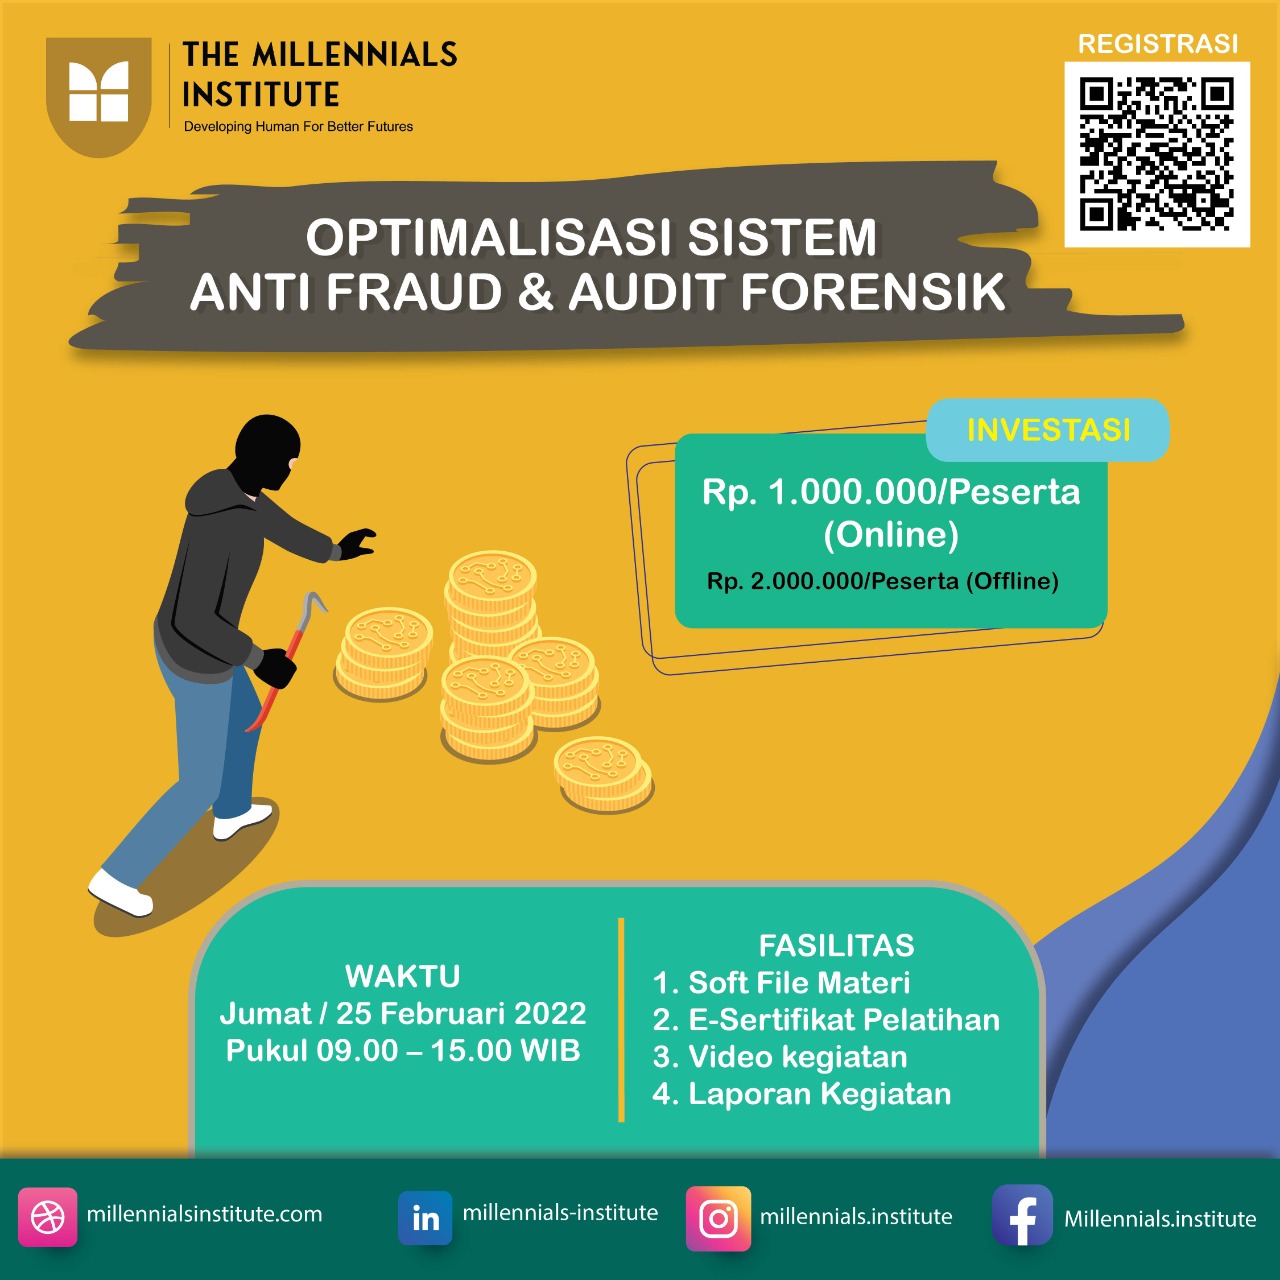 THE MILLENNIALS
INSTITUTE
Developing Human For Better Futures
REGISTRASI
OPTIMALISASI SISTEM
ANTI FRAUD & AUDIT FORENSIK
INVESTASI
Rp. 1.000.000/Peserta
(Online)
Rp. 2.000.000/Peserta (Offline)
WAKTU
Jumat / 25 Februari 2022
Pukul 09.00 – 15.00 WIB
FASILITAS
1. Soft File Materi
2. E-Sertifikat Pelatihan
3. Video kegiatan
4. Laporan Kegiatan
millennialsinstitute.com
in
millennials-institute
millennials.institute
f
Millennials.institute